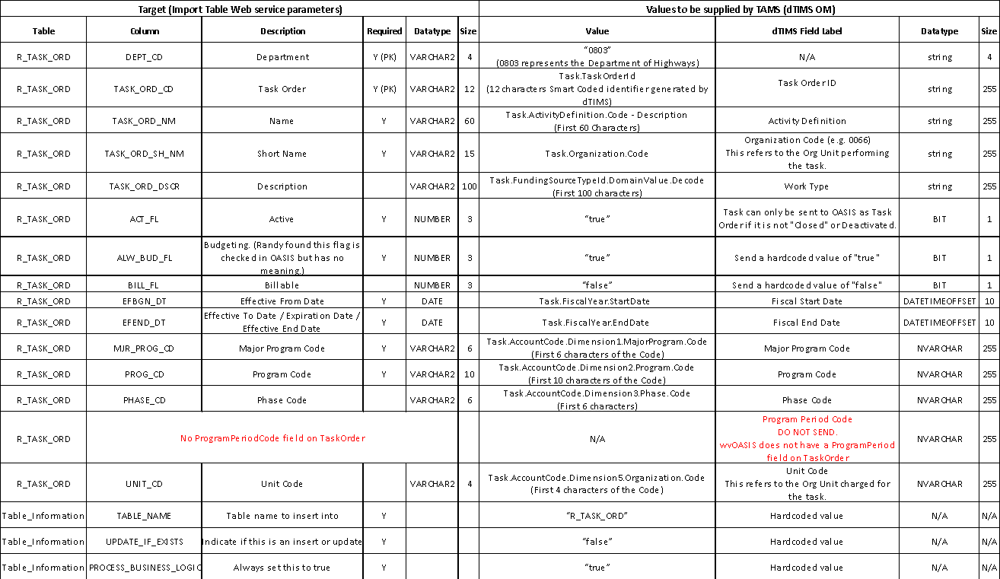 Target (Import Table Web service parameters) Values to be supplied by TAMS (dTIMS OM)
Table Column Description Required Datatype Size Value dTIMS Field Label Datatype Size
R_TASK_ORD DEPT_CD Department Y (PK) VARCHAR2 4 “0803” N/A string 4
(0803 represents the Department of Highways)
R_TASK_ORD TASK_ORD_CD Task Order Y (PK) VARCHAR2 12 Task.TaskOrderId Task Order ID string 255
(12 characters Smart Coded identifier generated by
dTIMS)
R_TASK_ORD TASK_ORD_NM Name Y VARCHAR2 60 Task.ActivityDefinition.Code - Description Activity Definition string 255
(First 60 Characters)
R_TASK_ORD TASK_ORD_SH_NM Short Name Y VARCHAR2 15 Task.Organization.Code Organization Code (e.g. 0066) string 255
This refers to the Org Unit performing
the task.
R_TASK_ORD TASK_ORD_DSCR Description VARCHAR2 100 Task.FundingSourceTypeId.DomainValue.Decode Work Type string 255
(First 100 characters)
R_TASK_ORD ACT_FL Active Y NUMBER 3 “true” Task can only be sent to OASIS as Task BIT 1
Order if it is not "Closed" or Deactivated.
R_TASK_ORD ALW_BUD_FL Budgeting. (Randy found this flag is Y NUMBER 3 “true” Send a hardcoded value of "true" BIT 1
checked in OASIS but has no
meaning.)
R_TASK_ORD BILL_FL Billable NUMBER 3 “false” Send a hardcoded value of "false" BIT 1
R_TASK_ORD EFBGN_DT Effective From Date Y DATE Task.FiscalYear.StartDate Fiscal Start Date DATETIMEOFFSET 10
R_TASK_ORD EFEND_DT Effective To Date / Expiration Date / Y DATE Task.FiscalYear.EndDate Fiscal End Date DATETIMEOFFSET 10
Effective End Date
R_TASK_ORD MJR_PROG_CD Major Program Code Y VARCHAR2 6 Task.AccountCode.Dimension1.MajorProgram.Code Major Program Code NVARCHAR 255
(First 6 characters of the Code)
R_TASK_ORD PROG_CD Program Code Y VARCHAR2 10 Task.AccountCode.Dimension2.Program.Code Program Code NVARCHAR 255
(First 10 characters of the Code)
R_TASK_ORD PHASE_CD Phase Code VARCHAR2 6 Task.AccountCode.Dimension3.Phase.Code Phase Code NVARCHAR 255
(First 6 characters)
R_TASK_ORD No ProgramPeriodCode field on TaskOrder N/A Program Period Code NVARCHAR 255
DO NOT SEND.
wvOASIS does not have a ProgramPeriod
field on TaskOrder
R_TASK_ORD UNIT_CD Unit Code VARCHAR2 4 Task.AccountCode.Dimension5.Organization.Code Unit Code NVARCHAR 255
(First 4 characters of the Code) This refers to the Org Unit charged for
the task.
Table_Information TABLE_NAME Table name to insert into Y “R_TASK_ORD” Hardcoded value N/A N/A
Table_Information UPDATE_IF_EXISTS Indicate if this is an insert or update Y “false” Hardcoded value N/A N/A
Table_Information PROCESS_BUSINESS_LOGIC Always set this to true Y “true” Hardcoded value N/A N/A